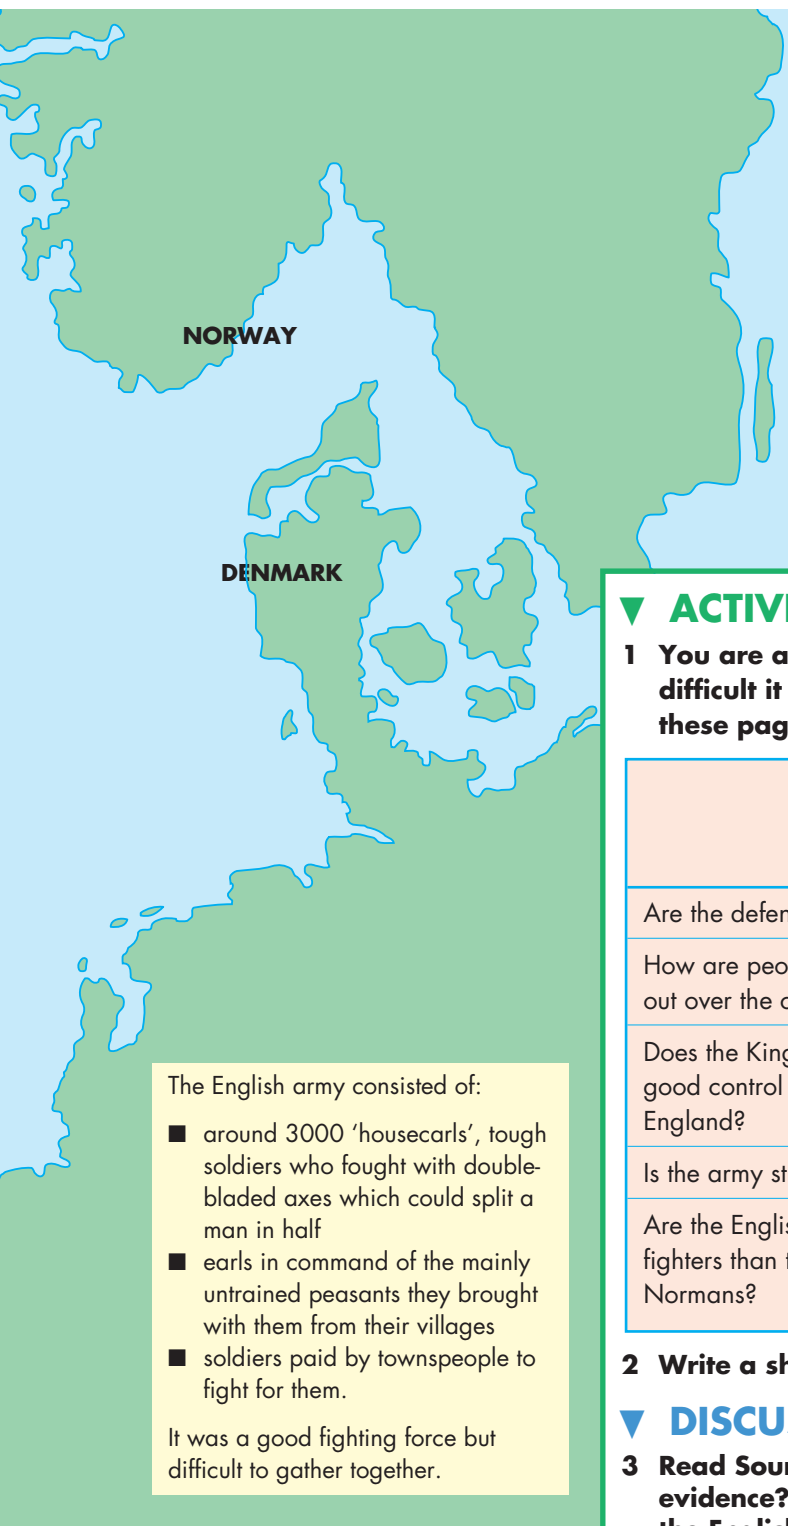 NORWAY
DENMARK
The English army consisted of:
■ around 3000 ‘housecarls’, tough
soldiers who fought with double-
bladed axes which could split a
man in half
■ earls in command of the mainly
untrained peasants they brought
with them from their villages
■ soldiers paid by townspeople to
fight for them.
It was a good fighting force but
difficult to gather together.
▼ ACTIVI
1 You are a
difficult it
these pag
Are the defen
How are peo
out over the
Does the King
good control
England?
Is the army st
Are the Englis
fighters than
Normans?
2 Write a sh
▼ DISCU
3 Read Sour
evidence?
the English